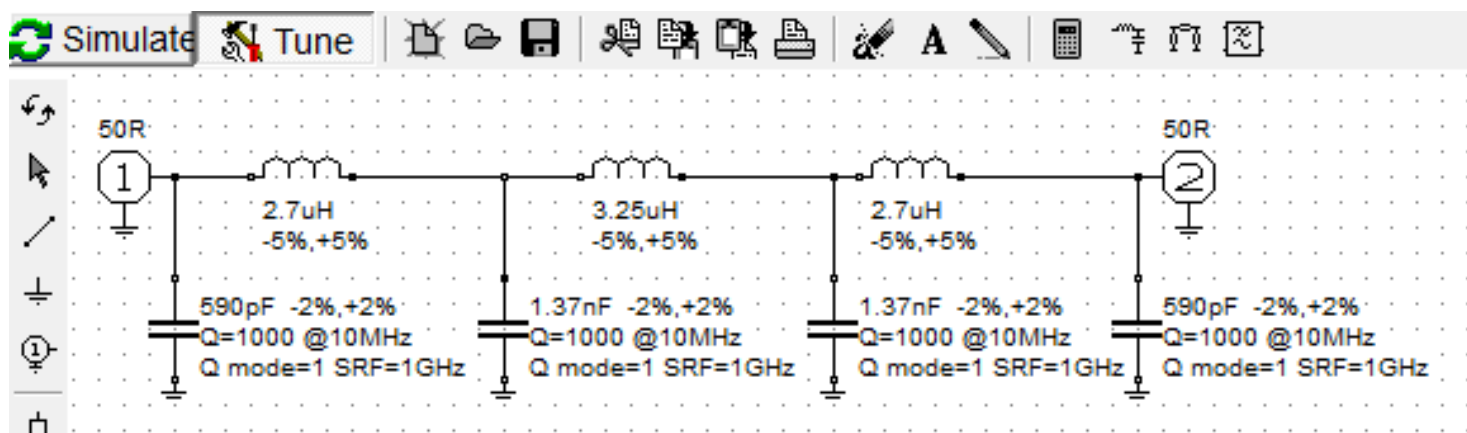 Simulate Tune A
50R 50R
1 2
2.7uH 3.25uH 2.7uH
-5%,+5% -5%,+5% -5%,+5%
590pF -2%,+2% 1.37nF -2%,+2% 1.37nF -2%,+2% 590pF -2%,+2%
Q=1000 @10MHz Q=1000 @10MHz Q=1000 @10MHz Q=1000 @10MHz
Q mode=1 SRF=1GHz Q mode=1 SRF=1GHz Q mode=1 SRF=1GHz Q mode=1 SRF=1GHz
1